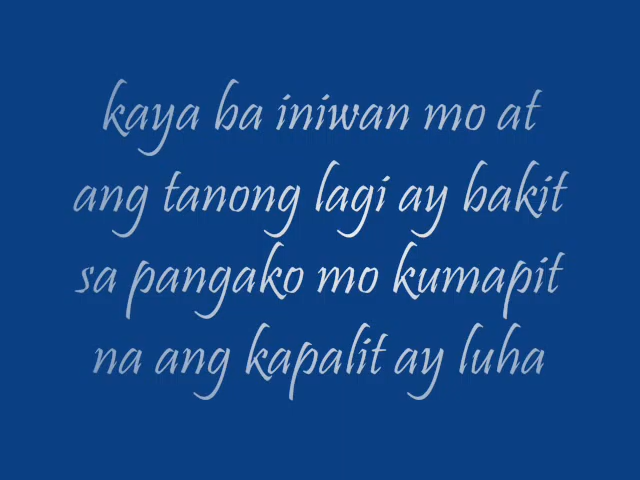 kaya ba iniwan mo at
ang tanong lagi ay bakit
sa pangako mo kumapit
na ang kapalit ay luha